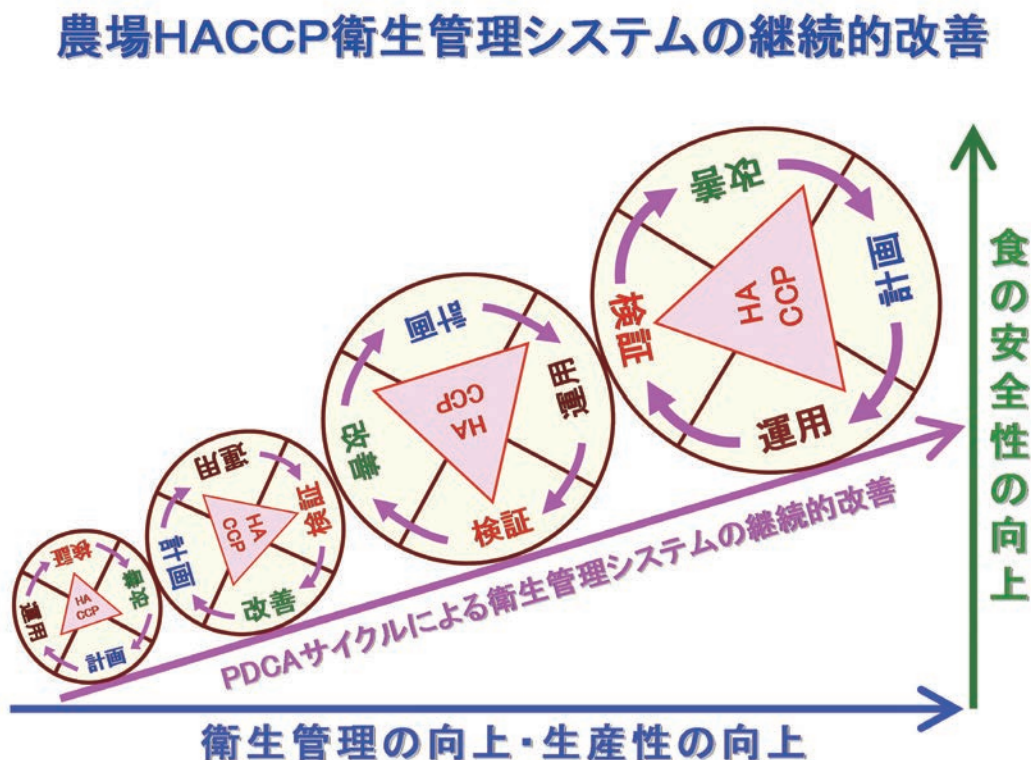 農場HACCP衛生管理システムの継続的改善
検証
改善
計画
運用
HA
CCP
運用
検証
改善
計画
HA
CCP
計画
運用
検証
改善
HA
CCP
改善
計画
運用
検証
HA
CCP
食の安全性の向上
PDCAサイクルによる衛生管理システムの継続的改善
衛生管理の向上・生産性の向上